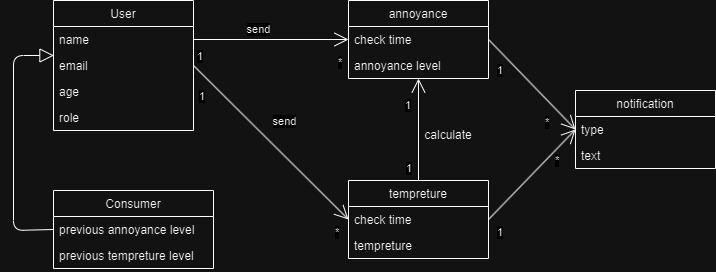 User
name
email
age
role
send
1
*
1
send
*
annoyance
check time
annoyance level
1
*
1
calculate
1
notification
type
text
*
1
tempreture
check time
tempreture
Consumer
previous annoyance level
previous tempreture level